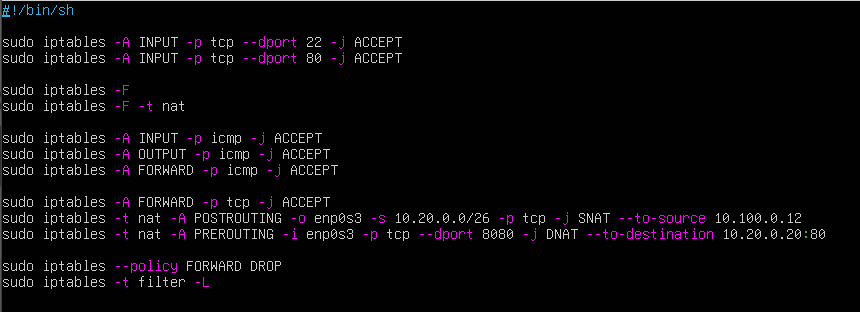 #!/bin/sh
sudo iptables -A INPUT -p tcp --dport 22 -j ACCEPT
sudo iptables -A INPUT -p tcp --dport 80 -j ACCEPT
sudo iptables -F
sudo iptables -F -t nat
sudo iptables -A INPUT -p icmp -j ACCEPT
sudo iptables -A OUTPUT -p icmp -j ACCEPT
sudo iptables -A FORWARD -p icmp -j ACCEPT
sudo iptables -A FORWARD -p tcp -j ACCEPT
sudo iptables -t nat -A POSTROUTING -o enp0s3 -s 10.20.0.0/26 -p tcp -j SNAT --to-source 10.100.0.12
sudo iptables -t nat -A PREROUTING -i enp0s3 -p tcp --dport 8080 -j DNAT --to-destination 10.20.0.20:80
sudo iptables --policy FORWARD DROP
sudo iptables -t filter -L